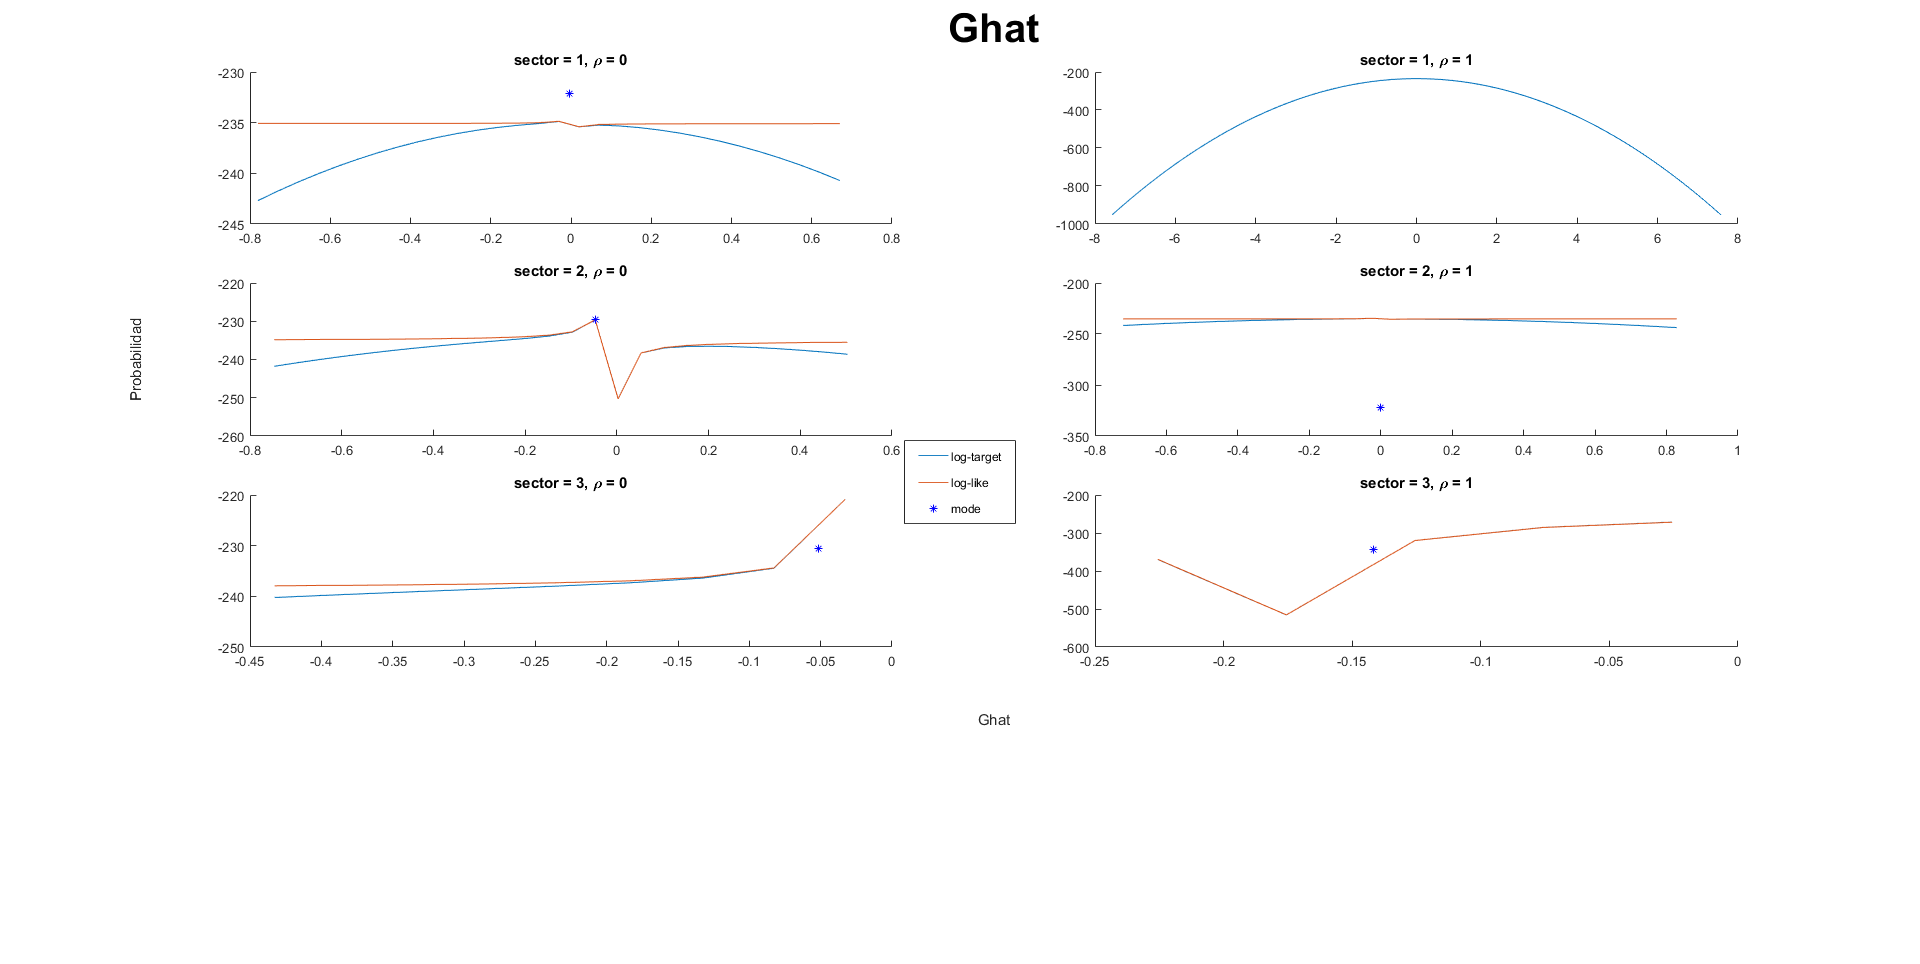 Ghat
sector = 1, ρ = 0
-230
-235
-240
-245
-0.8 -0.6 -0.4 -0.2 0 0.2 0.4 0.6 0.8
sector = 1, ρ = 1
-200
-400
-600
-800
-1000
-8 -6 -4 -2 0 2 4 6 8
sector = 2, ρ = 0
-220
-230
-240
-250
-260
-0.8 -0.6 -0.4 -0.2 0 0.2 0.4 0.6
sector = 2, ρ = 1
-200
-250
-300
-350
-0.8 -0.6 -0.4 -0.2 0 0.2 0.4 0.6 0.8 1
Probabilidad
log-target
log-like
mode
sector = 3, ρ = 0
-220
-230
-240
-250
-0.45 -0.4 -0.35 -0.3 -0.25 -0.2 -0.15 -0.1 -0.05 0
sector = 3, ρ = 1
-200
-300
-400
-500
-600
-0.25 -0.2 -0.15 -0.1 -0.05 0
Ghat